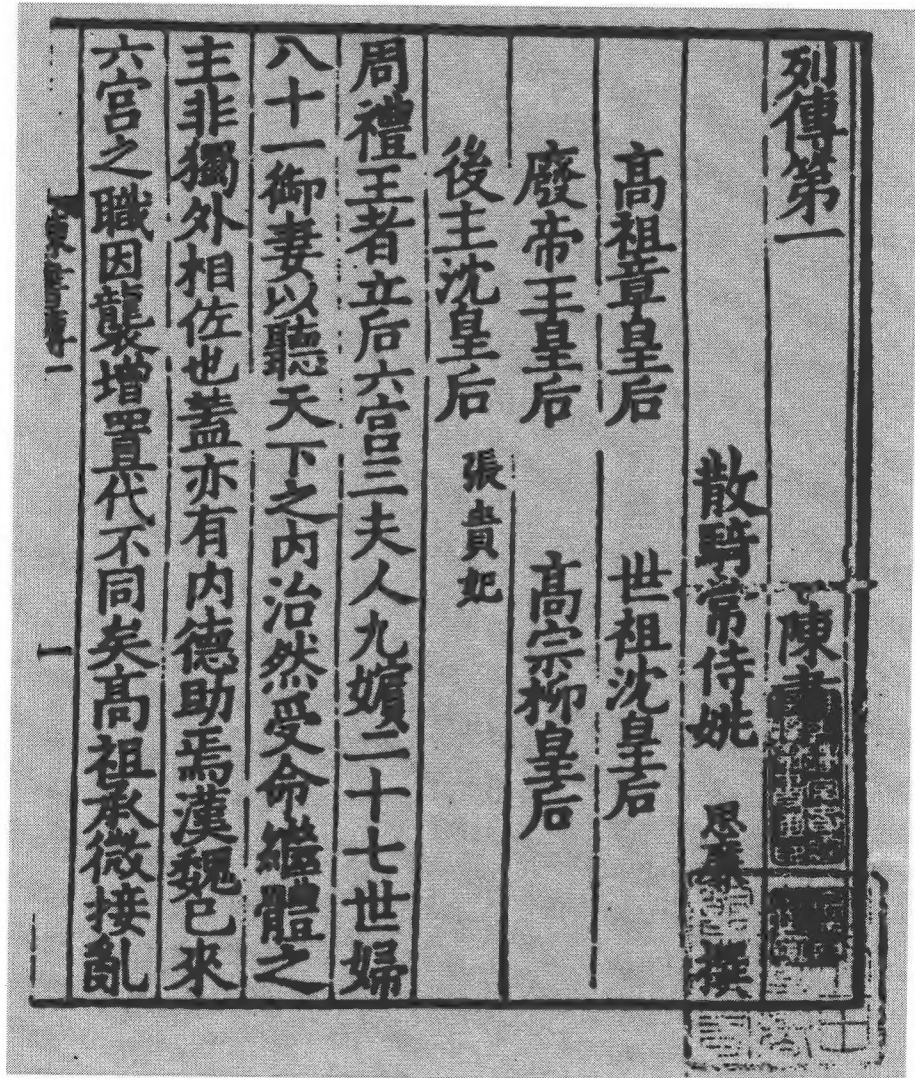 列傳第一 陳書
散騎常侍姚 思廉 撰
高祖章皇后 世祖沈皇后
廢帝王皇后 高宗柳皇后
後主沈皇后 張貴妃
周禮王者立后六宮三夫人九嬪二十七世婦
八十一御妻以聽天下之內治然受命繼體之
主非獨外相佐也蓋亦有內德助焉漢魏已來
六宮之職因襲增置代不同矣高祖承微接亂
一